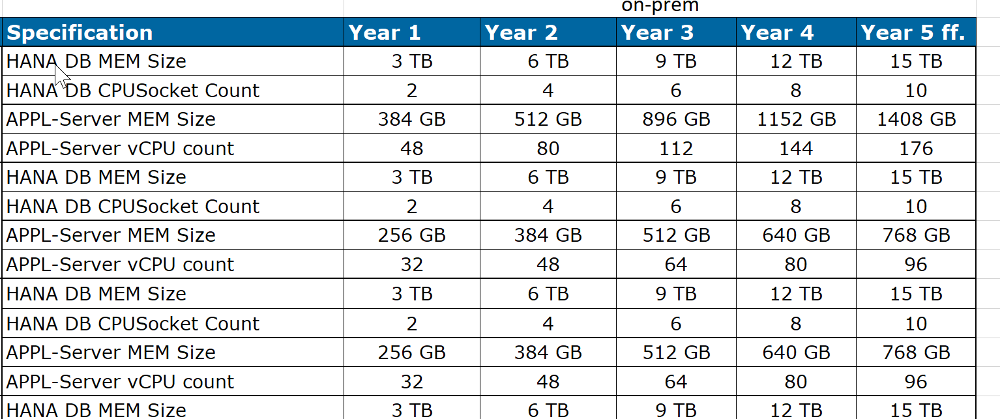 on-prem
Specification Year 1 Year 2 Year 3 Year 4 Year 5 ff.
HANA DB MEM Size 3 TB 6 TB 9 TB 12 TB 15 TB
HANA DB CPUSocket Count 2 4 6 8 10
APPL-Server MEM Size 384 GB 512 GB 896 GB 1152 GB 1408 GB
APPL-Server vCPU count 48 80 112 144 176
HANA DB MEM Size 3 TB 6 TB 9 TB 12 TB 15 TB
HANA DB CPUSocket Count 2 4 6 8 10
APPL-Server MEM Size 256 GB 384 GB 512 GB 640 GB 768 GB
APPL-Server vCPU count 32 48 64 80 96
HANA DB MEM Size 3 TB 6 TB 9 TB 12 TB 15 TB
HANA DB CPUSocket Count 2 4 6 8 10
APPL-Server MEM Size 256 GB 384 GB 512 GB 640 GB 768 GB
APPL-Server vCPU count 32 48 64 80 96
HANA DB MEM Size 3 TB 6 TB 9 TB 12 TB 15 TB